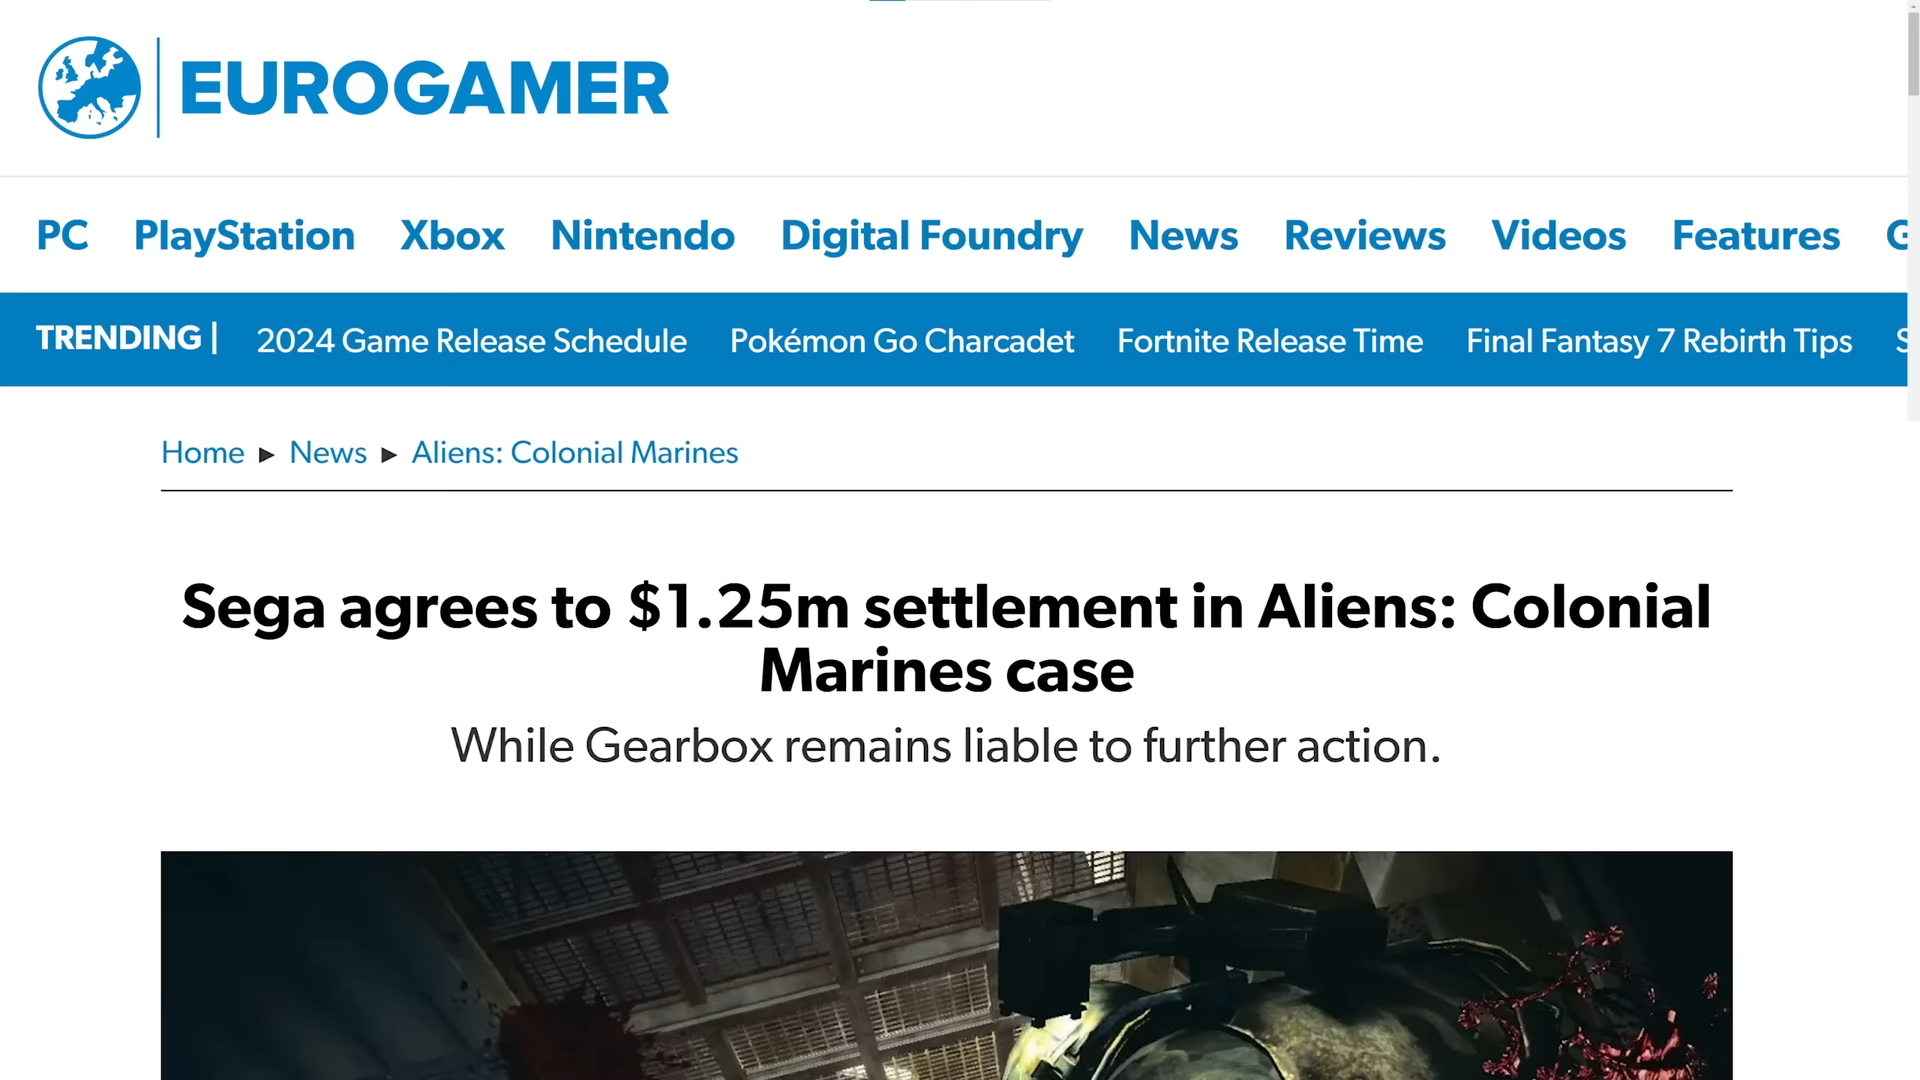 EUROGAMER
PC PlayStation Xbox Nintendo Digital Foundry News Reviews Videos Features
TRENDING | 2024 Game Release Schedule Pokémon Go Charcadet Fortnite Release Time Final Fantasy 7 Rebirth Tips
Home ► News ► Aliens: Colonial Marines
Sega agrees to $1.25m settlement in Aliens: Colonial
Marines case
While Gearbox remains liable to further action.